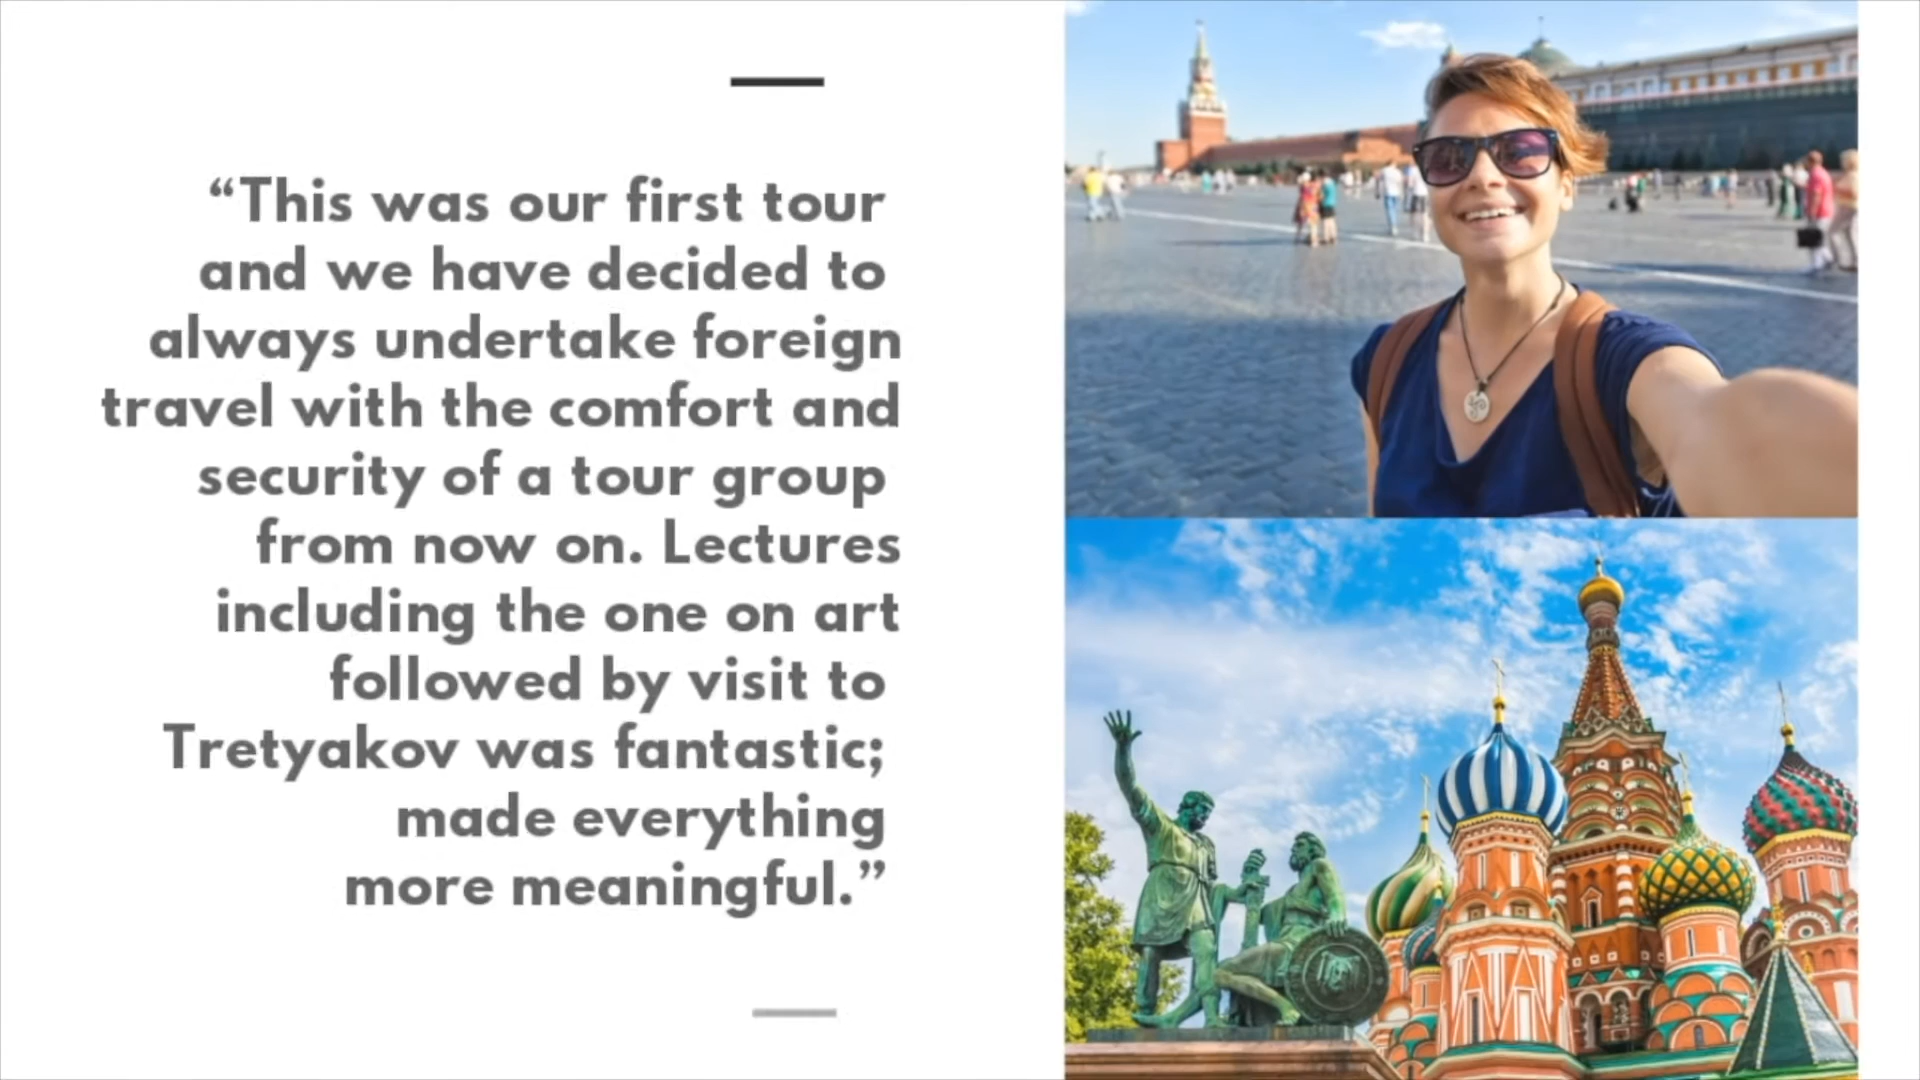 “This was our first tour
and we have decided to
always undertake foreign
travel with the comfort and
security of a tour group
from now on. Lectures
including the one on art
followed by visit to
Tretyakov was fantastic;
made everything
more meaningful.”